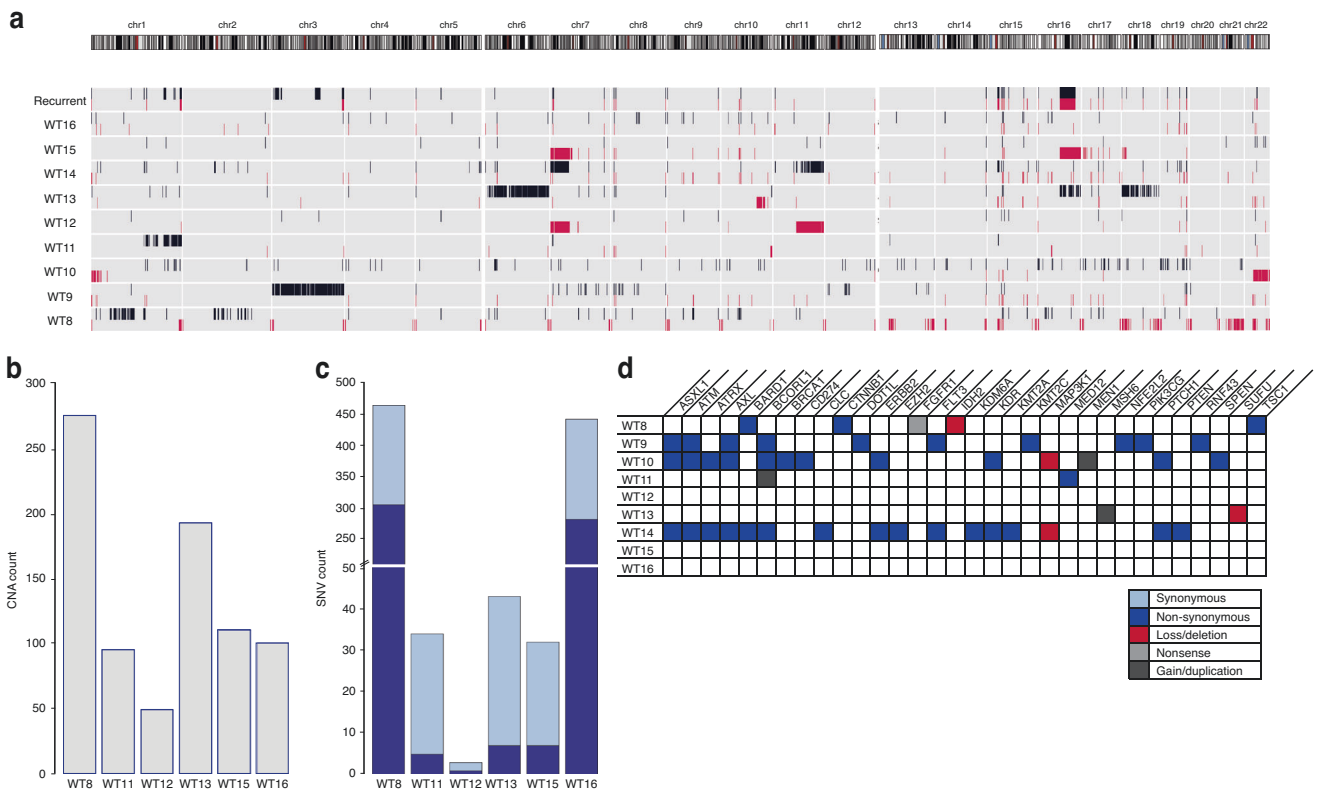 a
chr1 chr2 chr3 chr4 chr5 chr6 chr7 chr8 chr9 chr10 chr11 chr12 chr13 chr14 chr15 chr16 chr17 chr18 chr19 chr20 chr21 chr22
Recurrent
WT16
WT15
WT14
WT13
WT12
WT11
WT10
WT9
WT8
b
CNA count
300
250
200
150
100
50
0
WT8 WT11 WT12 WT13 WT15 WT16
c
SNV count
500
450
400
350
300
250
50
40
30
20
10
0
WT8 WT11 WT12 WT13 WT15 WT16
d
ASXL1 ATM ATRX AXL BARD1 BCORL1 BRCA1 CD274 CLC CTNNB1 DOT1L ERBB2 EZH2 FGFR1 FLT3 IDH2 KDM6A KDR KMT2A KMT2C MAP3K1 MED12 MEN1 MSH6 NFE2L2 PIK3CG PTCH1 PTEN RNF43 SPEN SUFU TSC1
WT8
WT9
WT10
WT11
WT12
WT13
WT14
WT15
WT16
Synonymous
Non-synonymous
Loss/deletion
Nonsense
Gain/duplication